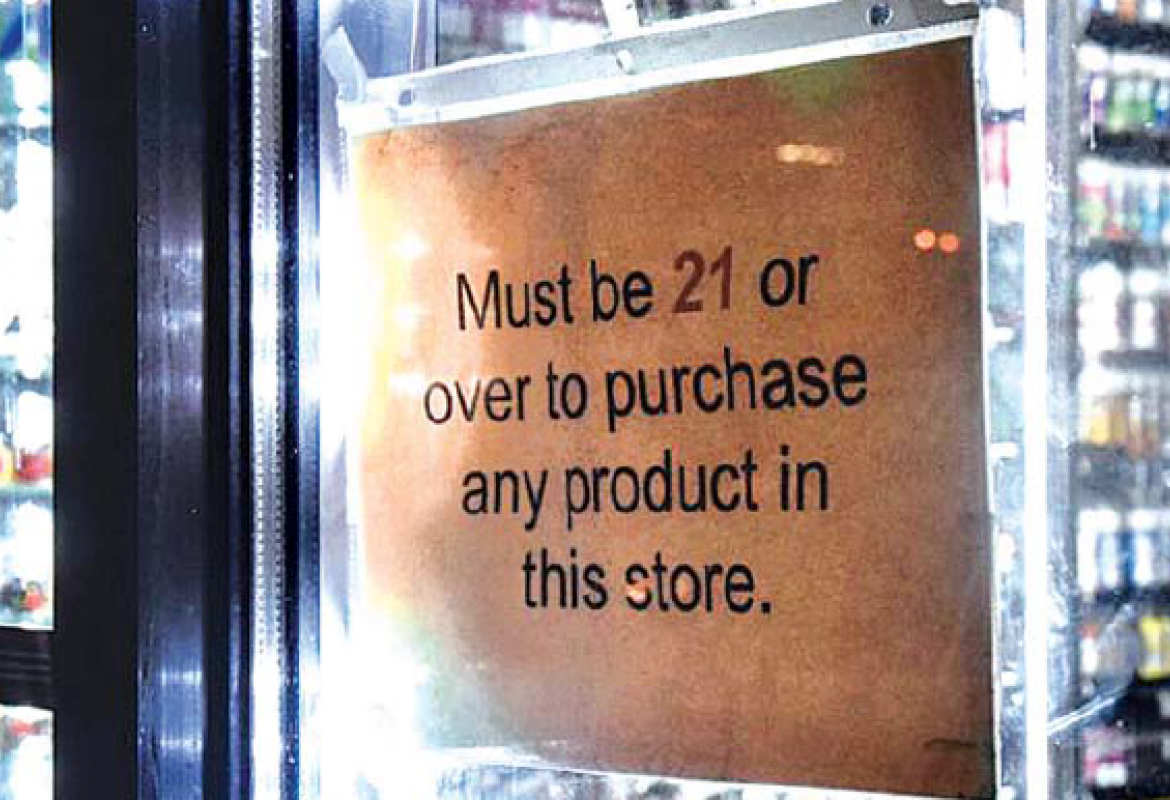 Must be 21 or
over to purchase
any product in
this store.